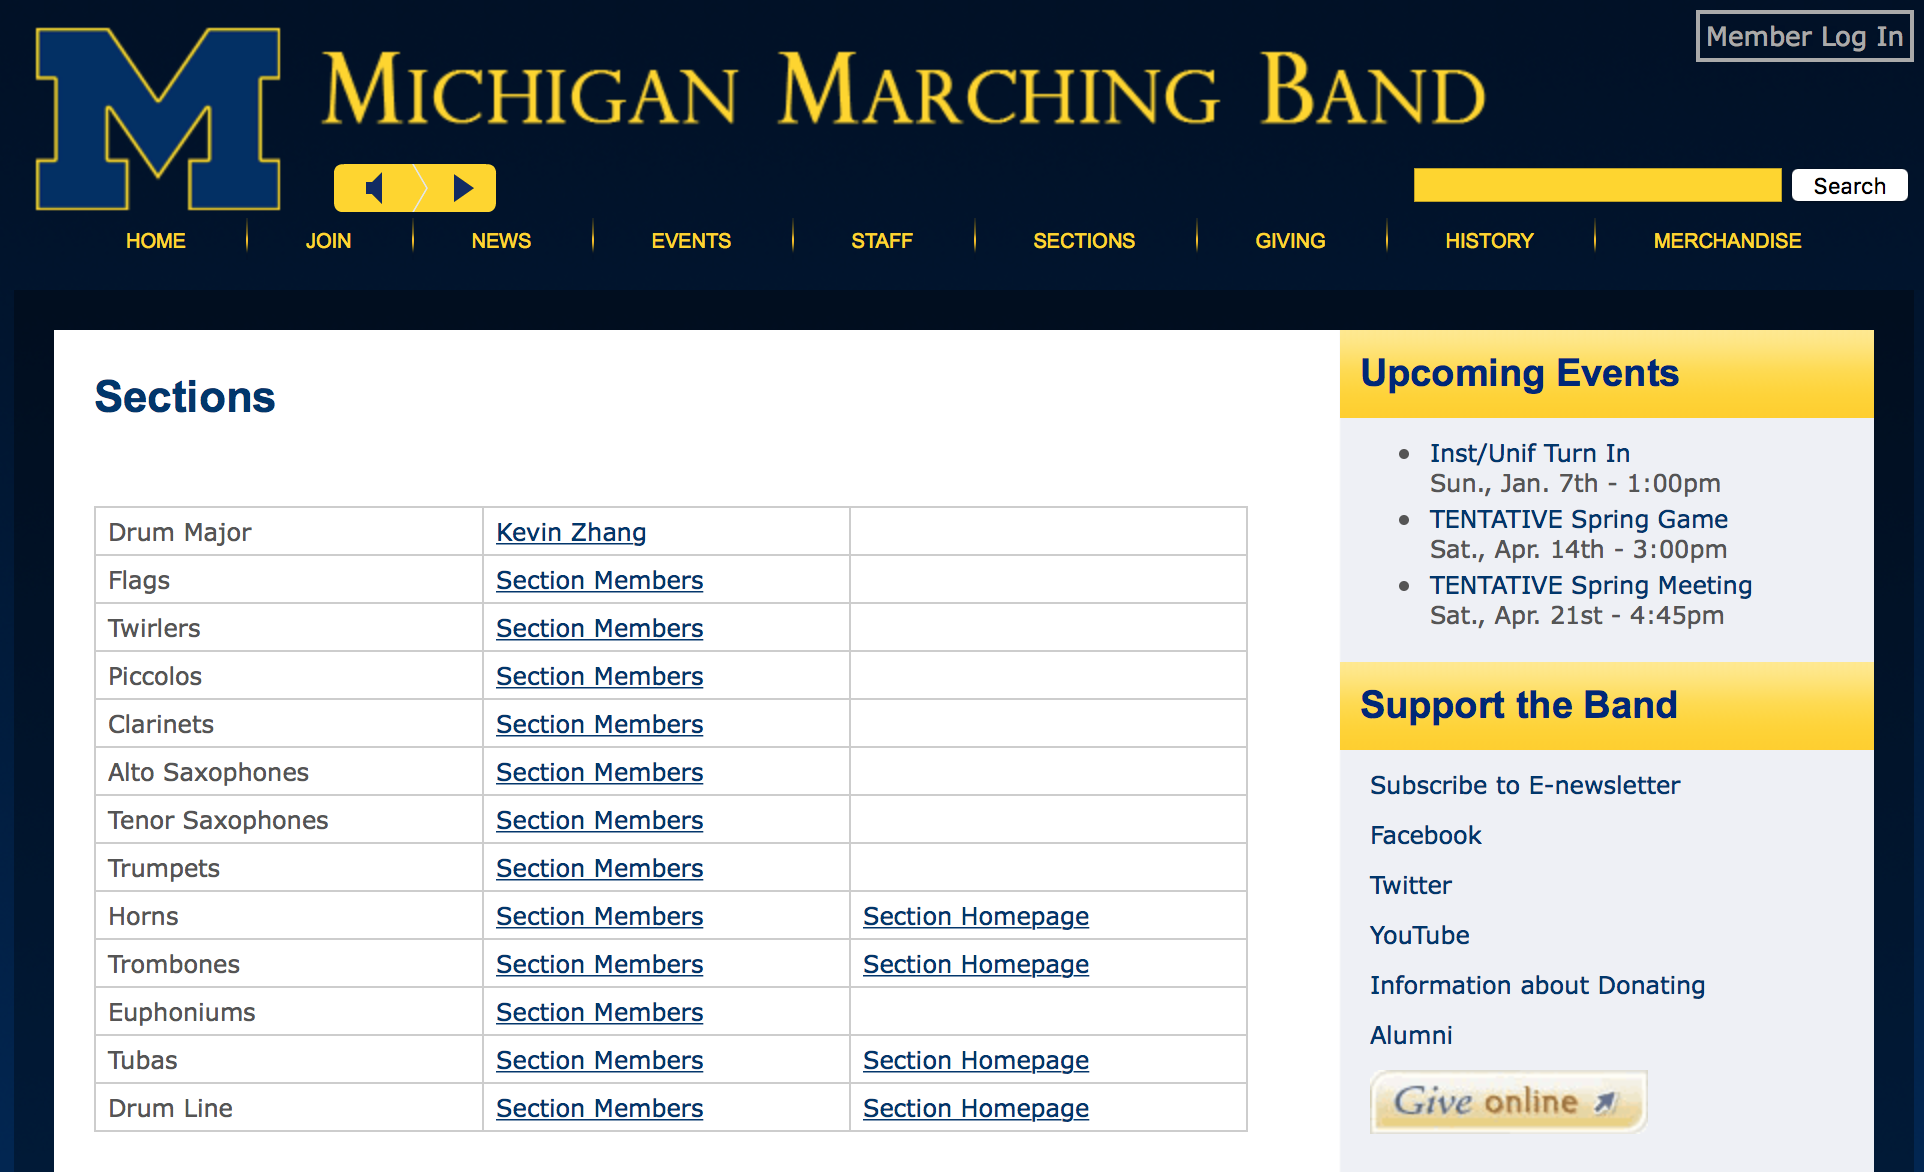 Member Log In
M
MICHIGAN MARCHING BAND
Search
HOME JOIN NEWS EVENTS STAFF SECTIONS GIVING HISTORY MERCHANDISE
Sections
Drum Major Kevin Zhang
Flags Section Members
Twirlers Section Members
Piccolos Section Members
Clarinets Section Members
Alto Saxophones Section Members
Tenor Saxophones Section Members
Trumpets Section Members
Horns Section Members Section Homepage
Trombones Section Members Section Homepage
Euphoniums Section Members
Tubas Section Members Section Homepage
Drum Line Section Members Section Homepage
Upcoming Events
Inst/Unif Turn In
Sun., Jan. 7th - 1:00pm
TENTATIVE Spring Game
Sat., Apr. 14th - 3:00pm
TENTATIVE Spring Meeting
Sat., Apr. 21st - 4:45pm
Support the Band
Subscribe to E-newsletter
Facebook
Twitter
YouTube
Information about Donating
Alumni
Give online